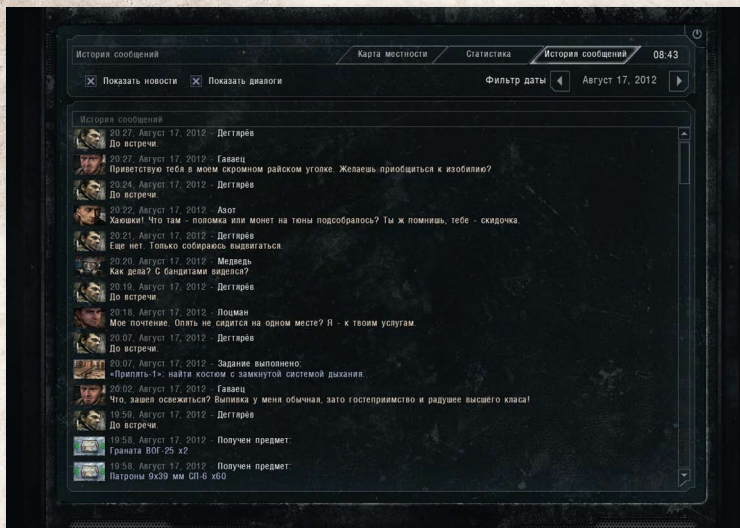 История сообщений
Карта местности
Статистика
История сообщений
08:43
Показать новости
Показать диалоги
Фильтр даты
Август 17, 2012
История сообщений
20:27, Август 17, 2012 - Дегтярёв
До встречи.
20:27, Август 17, 2012 - Гаваец
Приветствую тебя в моем скромном райском уголке. Желаешь приобщиться к изобилию?
20:24, Август 17, 2012 - Дегтярёв
До встречи.
20:22, Август 17, 2012 - Азот
Хаюшки! Что там - поломка или монет на тюны подсобралось? Ты ж помнишь, тебе - скидочка.
20:21, Август 17, 2012 - Дегтярёв
Еще нет. Только собираюсь выдвигаться.
20:20, Август 17, 2012 - Медведь
Как дела? С бандитами виделся?
20:19, Август 17, 2012 - Дегтярёв
До встречи.
20:18, Август 17, 2012 - Лоцман
Мое почтение. Опять не сидится на одном месте? Я - к твоим услугам.
20:07, Август 17, 2012 - Дегтярёв
До встречи.
20:07, Август 17, 2012 - Задание выполнено:
«Припять-1»: найти костюм с замкнутой системой дыхания.
20:02, Август 17, 2012 - Гаваец
Что, зашел освежиться? Выпивка у меня обычная, зато гостеприимство и радушее высшего класа!
19:59, Август 17, 2012 - Дегтярёв
До встречи.
19:58, Август 17, 2012 - Получен предмет:
Граната ВОГ-25 x2
19:58, Август 17, 2012 - Получен предмет:
Патроны 9x39 мм СП-6 x60